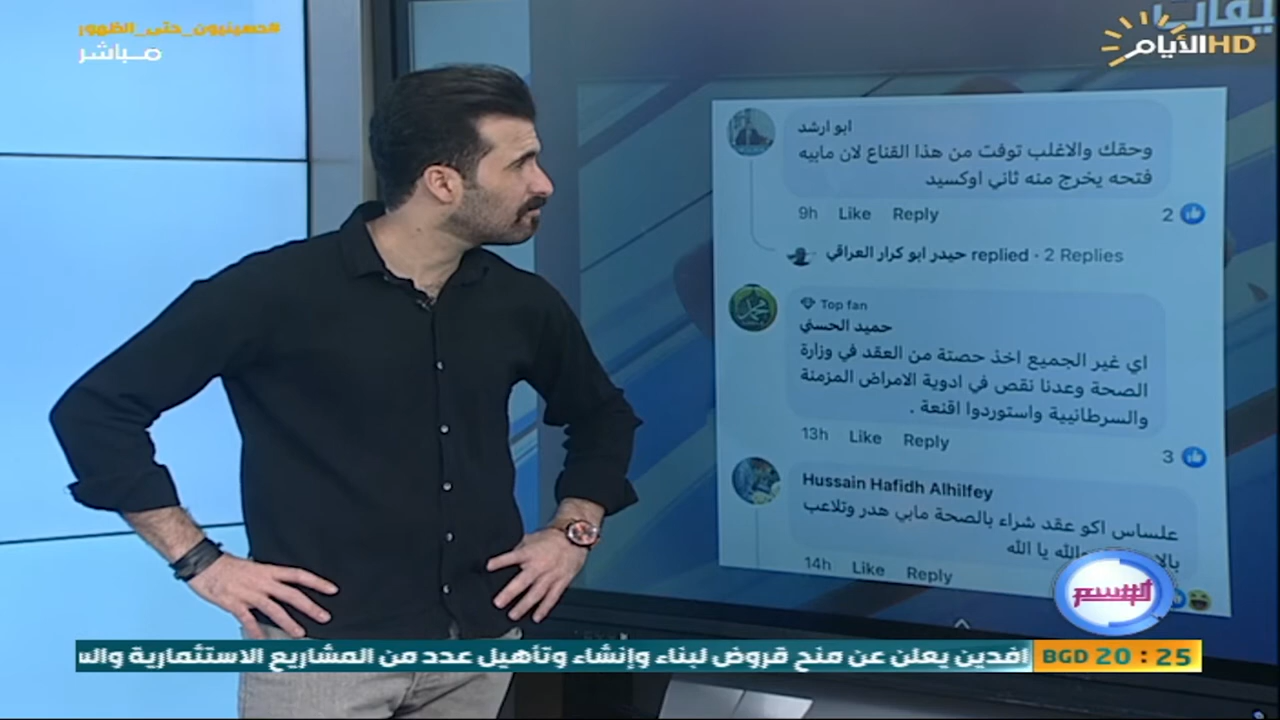 #حسينيون_حتى_الظهور
مباشر
الأيام HD
ابو ارشد
وحقك والاغلب توفت من هذا القناع لان مابيه
فتحه يخرج منه ثاني اوكسيد
9h Like Reply
2
حيدر ابو كرار العراقي replied · 2 Replies
Top fan
حميد الحسني
اي غير الجميع اخذ حصتة من العقد في وزارة
الصحة وعدنا نقص في ادوية الامراض المزمنة
والسرطانيية واستوردوا اقنعة .
13h Like Reply
3
Hussain Hafidh Alhilfey
علساس اكو عقد شراء بالصحة مابي هدر وتلاعب
والله يا الله
14h Like Reply
افدين يعلن عن منح قروض لبناء وإنشاء وتأهيل عدد من المشاريع الاستثمارية
BGD 20:25